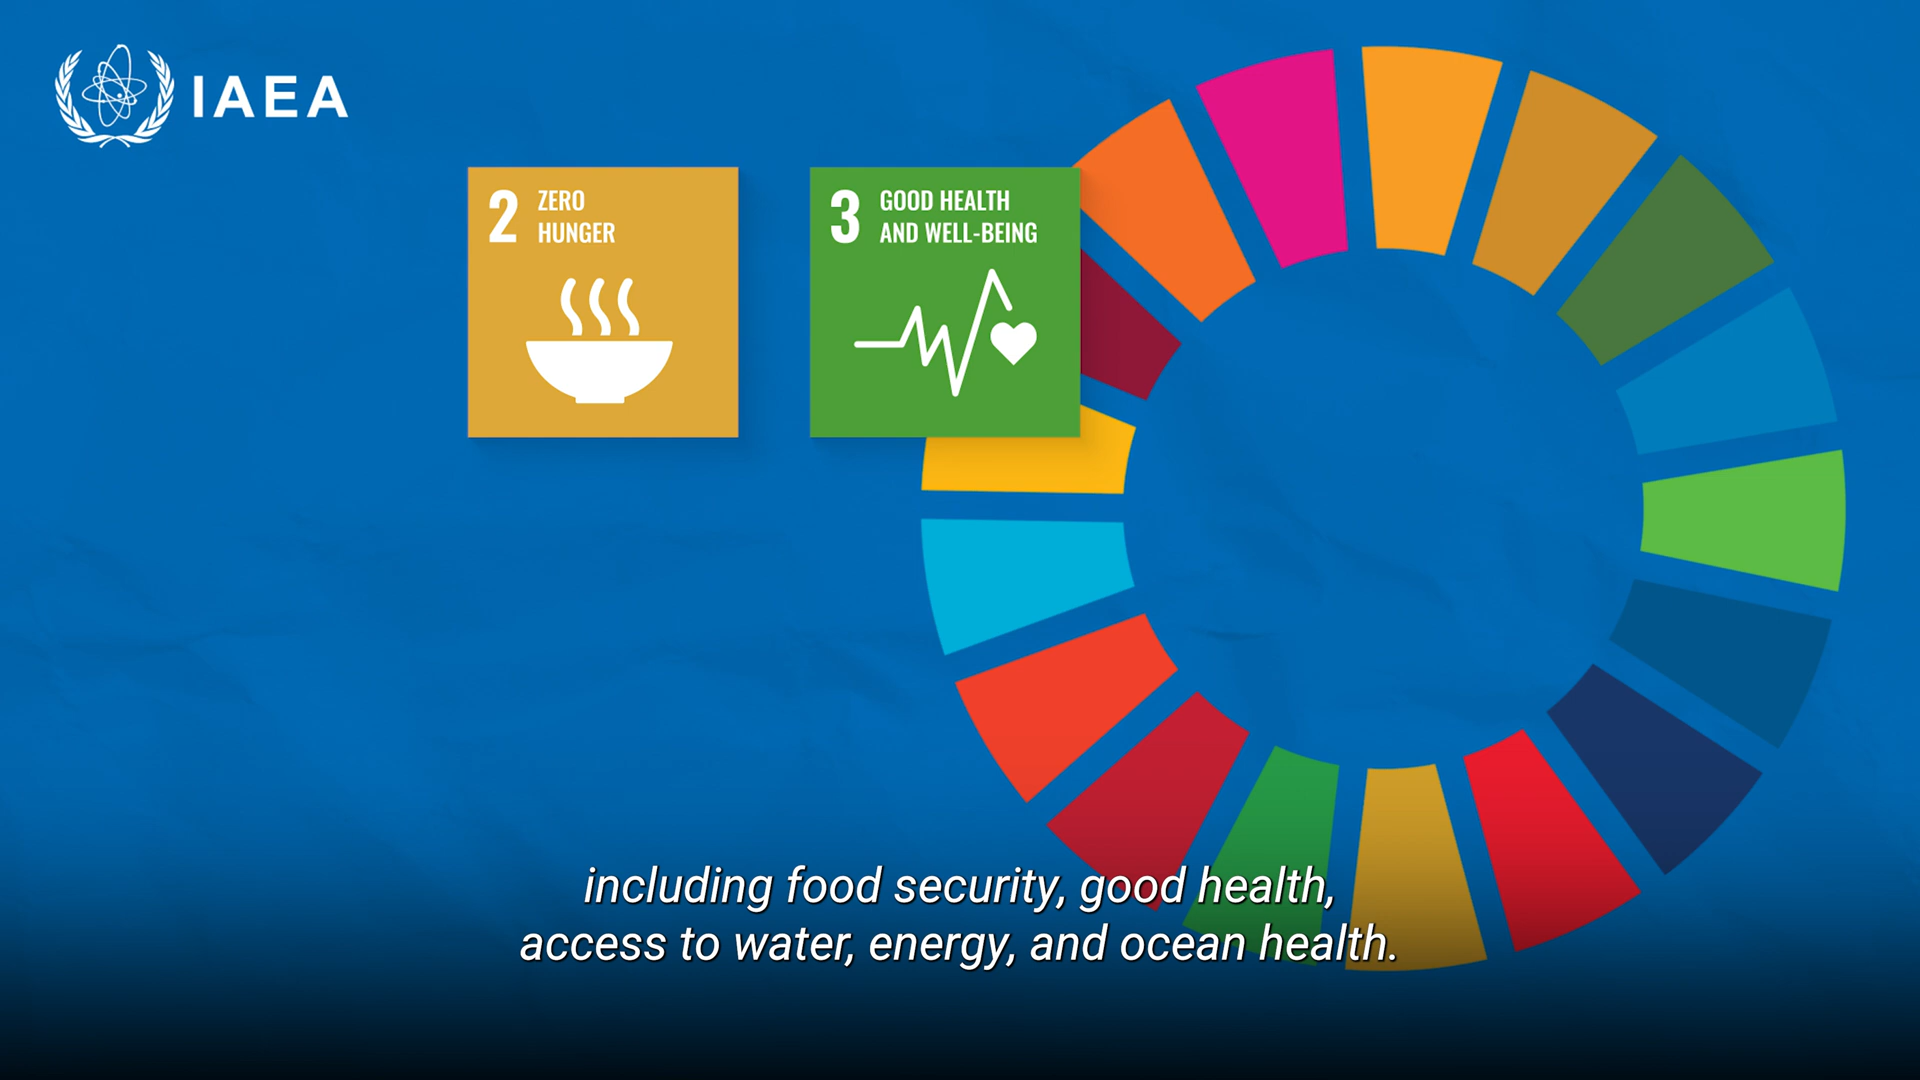 IAEA
2 ZERO
HUNGER
3 GOOD HEALTH
AND WELL-BEING
including food security, good health,
access to water, energy, and ocean health.